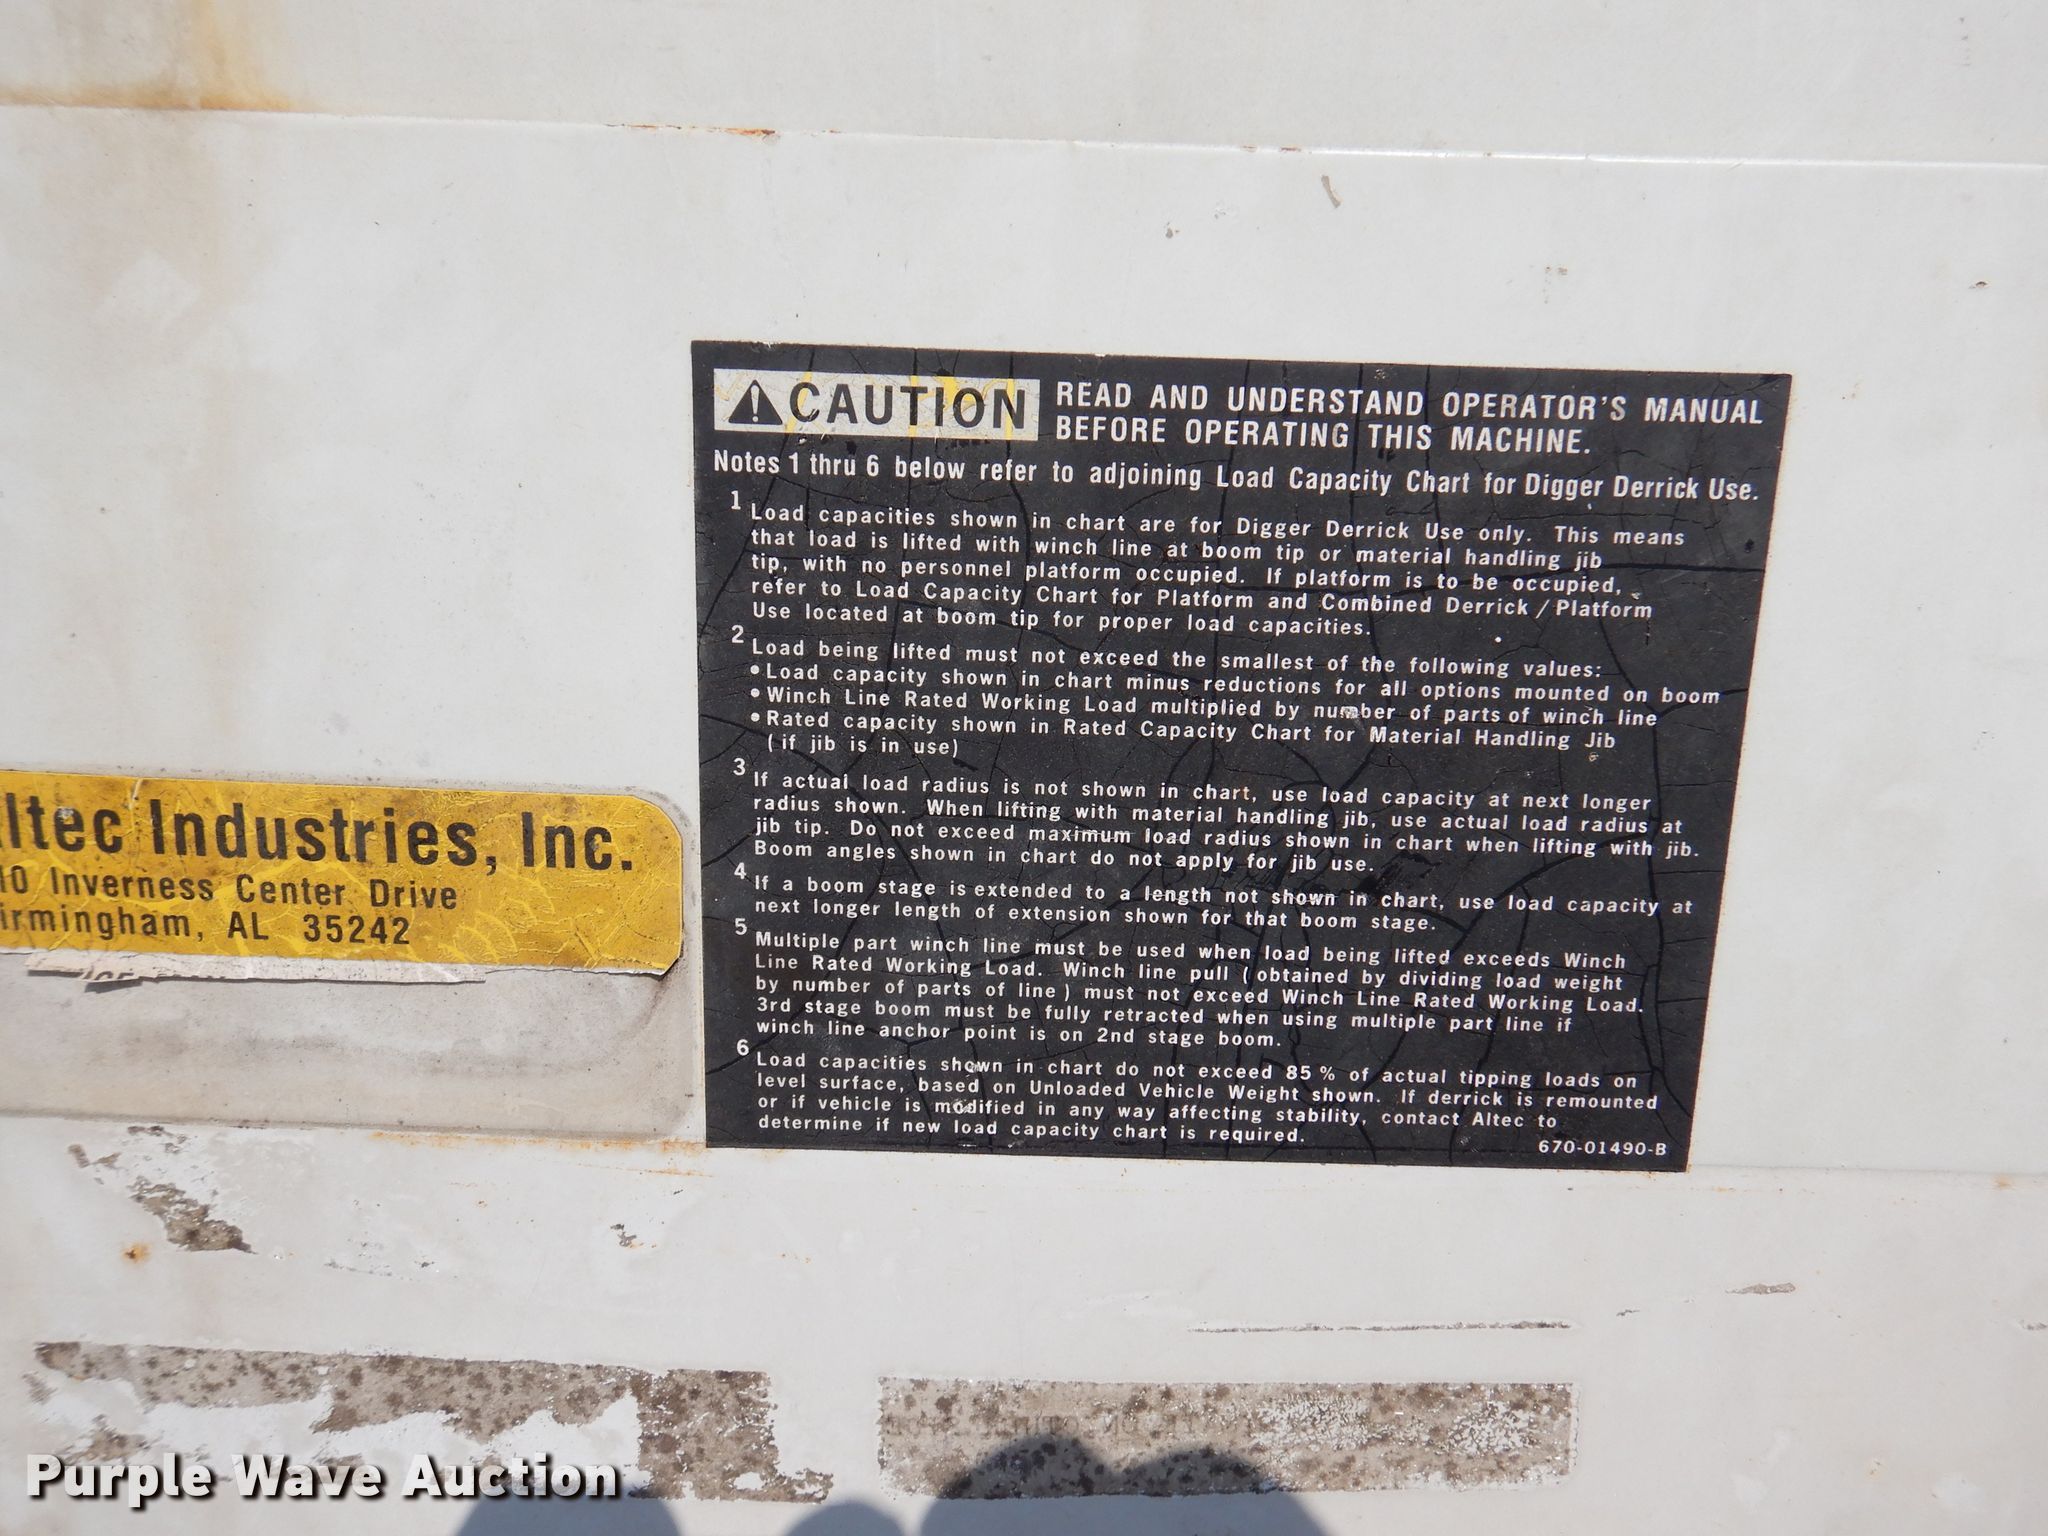 CAUTION READ AND UNDERSTAND OPERATOR'S MANUAL
BEFORE OPERATING THIS MACHINE.
Notes 1 thru 6 below refer to adjoining Load Capacity Chart for Digger Derrick Use.
1 Load capacities shown in chart are for Digger Derrick Use only. This means
that load is lifted with winch line at boom tip or material handling jib
tip, with no personnel platform occupied. If platform is to be occupied,
refer to Load Capacity Chart for Platform and Combined Derrick / Platform
Use located at boom tip for proper load capacities.
2 Load being lifted must not exceed the smallest of the following values:
• Load capacity shown in chart minus reductions for all options mounted on boom
• Winch Line Rated Working Load multiplied by number of parts of winch line
• Rated capacity shown in Rated Capacity Chart for Material Handling Jib
(if jib is in use)
3 If actual load radius is not shown in chart, use load capacity at next longer
radius shown. When lifting with material handling jib, use actual load radius at
jib tip. Do not exceed maximum load radius shown in chart when lifting with jib.
Boom angles shown in chart do not apply for jib use.
4 If a boom stage is extended to a length not shown in chart, use load capacity at
next longer length of extension shown for that boom stage.
5 Multiple part winch line must be used when load being lifted exceeds Winch
Line Rated Working Load. Winch line pull (obtained by dividing load weight
by number of parts of line) must not exceed Winch Line Rated Working Load.
3rd stage boom must be fully retracted when using multiple part line if
winch line anchor point is on 2nd stage boom.
6 Load capacities shown in chart do not exceed 85% of actual tipping loads on
level surface, based on Unloaded Vehicle Weight shown. If derrick is remounted
or if vehicle is modified in any way affecting stability, contact Altec to
determine if new load capacity chart is required.
670-01490-B
ltec Industries, Inc.
10 Inverness Center Drive
irmingham, AL 35242
Purple Wave Auction